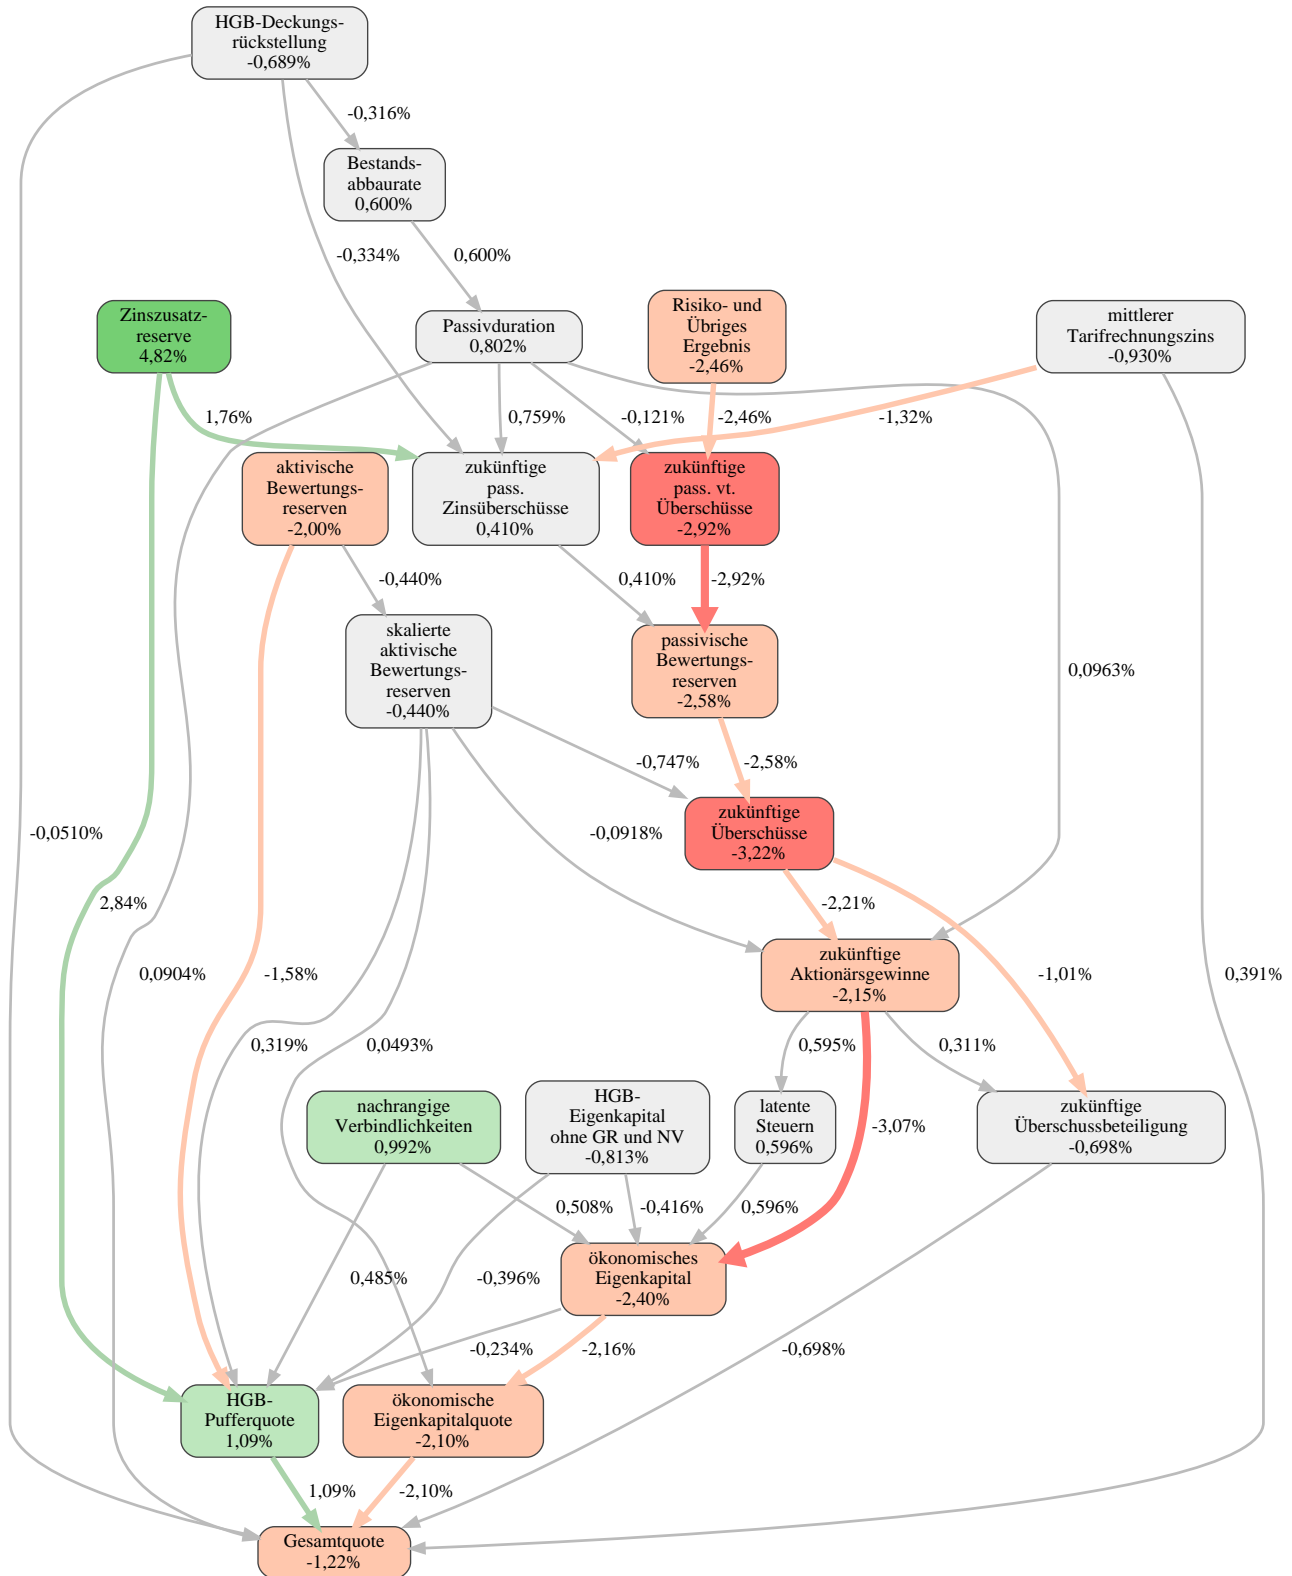 HGB-Deckungs-
rückstellung
-0,689%
-0,316%
Bestands-
abbaurate
0,600%
-0,334%
0,600%
Zinszusatz-
reserve
4,82%
Passivduration
0,802%
Risiko- und
Übriges
Ergebnis
-2,46%
mittlerer
Tarifrechnungszins
-0,930%
1,76%
0,759%
-0,121%
-2,46%
-1,32%
aktivische
Bewertungs-
reserven
-2,00%
zukünftige
pass.
Zinsüberschüsse
0,410%
zukünftige
pass. vt.
Überschüsse
-2,92%
-0,440%
0,410%
-2,92%
skalierte
aktivische
Bewertungs-
reserven
-0,440%
passivische
Bewertungs-
reserven
-2,58%
0,0963%
-0,747%
-2,58%
-0,0510%
-0,0918%
zukünftige
Überschüsse
-3,22%
2,84%
-2,21%
0,0904%
-1,58%
zukünftige
Aktionärsgewinne
-2,15%
-1,01%
0,391%
0,319%
0,0493%
0,595%
0,311%
nachrangige
Verbindlichkeiten
0,992%
HGB-
Eigenkapital
ohne GR und NV
-0,813%
latente
Steuern
0,596%
-3,07%
zukünftige
Überschussbeteiligung
-0,698%
0,508%
-0,416%
0,596%
0,485%
-0,396%
ökonomisches
Eigenkapital
-2,40%
-0,234%
-2,16%
-0,698%
HGB-
Pufferquote
1,09%
ökonomische
Eigenkapitalquote
-2,10%
1,09%
-2,10%
Gesamtquote
-1,22%